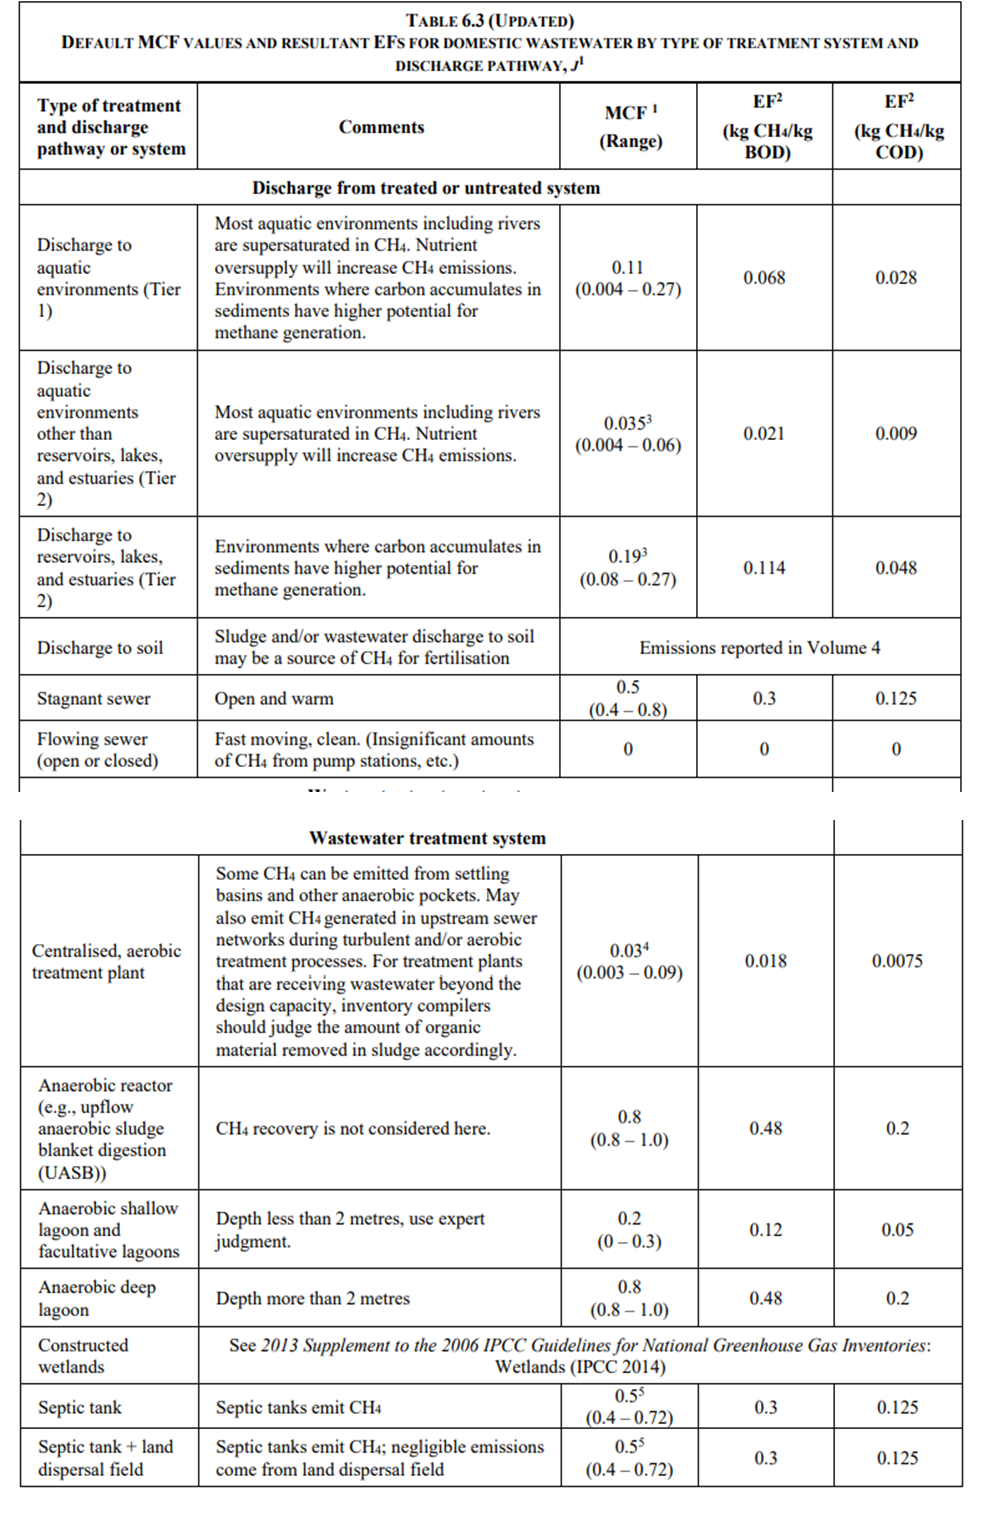 TABLE 6.3 (UPDATED)
DEFAULT MCF VALUES AND RESULTANT EFS FOR DOMESTIC WASTEWATER BY TYPE OF TREATMENT SYSTEM AND
DISCHARGE PATHWAY, J¹
Type of treatment
and discharge
pathway or system
Comments
MCF ¹
(Range)
EF²
(kg CH₄/kg
BOD)
EF²
(kg CH₄/kg
COD)
Discharge from treated or untreated system
Discharge to
aquatic
environments (Tier
1)
Most aquatic environments including rivers
are supersaturated in CH₄. Nutrient
oversupply will increase CH₄ emissions.
Environments where carbon accumulates in
sediments have higher potential for
methane generation.
0.11
(0.004 – 0.27)
0.068
0.028
Discharge to
aquatic
environments
other than
reservoirs, lakes,
and estuaries (Tier
2)
Most aquatic environments including rivers
are supersaturated in CH₄. Nutrient
oversupply will increase CH₄ emissions.
0.035³
(0.004 – 0.06)
0.021
0.009
Discharge to
reservoirs, lakes,
and estuaries (Tier
2)
Environments where carbon accumulates in
sediments have higher potential for
methane generation.
0.19³
(0.08 – 0.27)
0.114
0.048
Discharge to soil
Sludge and/or wastewater discharge to soil
may be a source of CH₄ for fertilisation
Emissions reported in Volume 4
Stagnant sewer
Open and warm
0.5
(0.4 – 0.8)
0.3
0.125
Flowing sewer
(open or closed)
Fast moving, clean. (Insignificant amounts
of CH₄ from pump stations, etc.)
0
0
0
Wastewater treatment system
Centralised, aerobic
treatment plant
Some CH₄ can be emitted from settling
basins and other anaerobic pockets. May
also emit CH₄ generated in upstream sewer
networks during turbulent and/or aerobic
treatment processes. For treatment plants
that are receiving wastewater beyond the
design capacity, inventory compilers
should judge the amount of organic
material removed in sludge accordingly.
0.03⁴
(0.003 – 0.09)
0.018
0.0075
Anaerobic reactor
(e.g., upflow
anaerobic sludge
blanket digestion
(UASB))
CH₄ recovery is not considered here.
0.8
(0.8 – 1.0)
0.48
0.2
Anaerobic shallow
lagoon and
facultative lagoons
Depth less than 2 metres, use expert
judgment.
0.2
(0 – 0.3)
0.12
0.05
Anaerobic deep
lagoon
Depth more than 2 metres
0.8
(0.8 – 1.0)
0.48
0.2
Constructed
wetlands
See 2013 Supplement to the 2006 IPCC Guidelines for National Greenhouse Gas Inventories:
Wetlands (IPCC 2014)
Septic tank
Septic tanks emit CH₄
0.5⁵
(0.4 – 0.72)
0.3
0.125
Septic tank + land
dispersal field
Septic tanks emit CH₄; negligible emissions
come from land dispersal field
0.5⁵
(0.4 – 0.72)
0.3
0.125